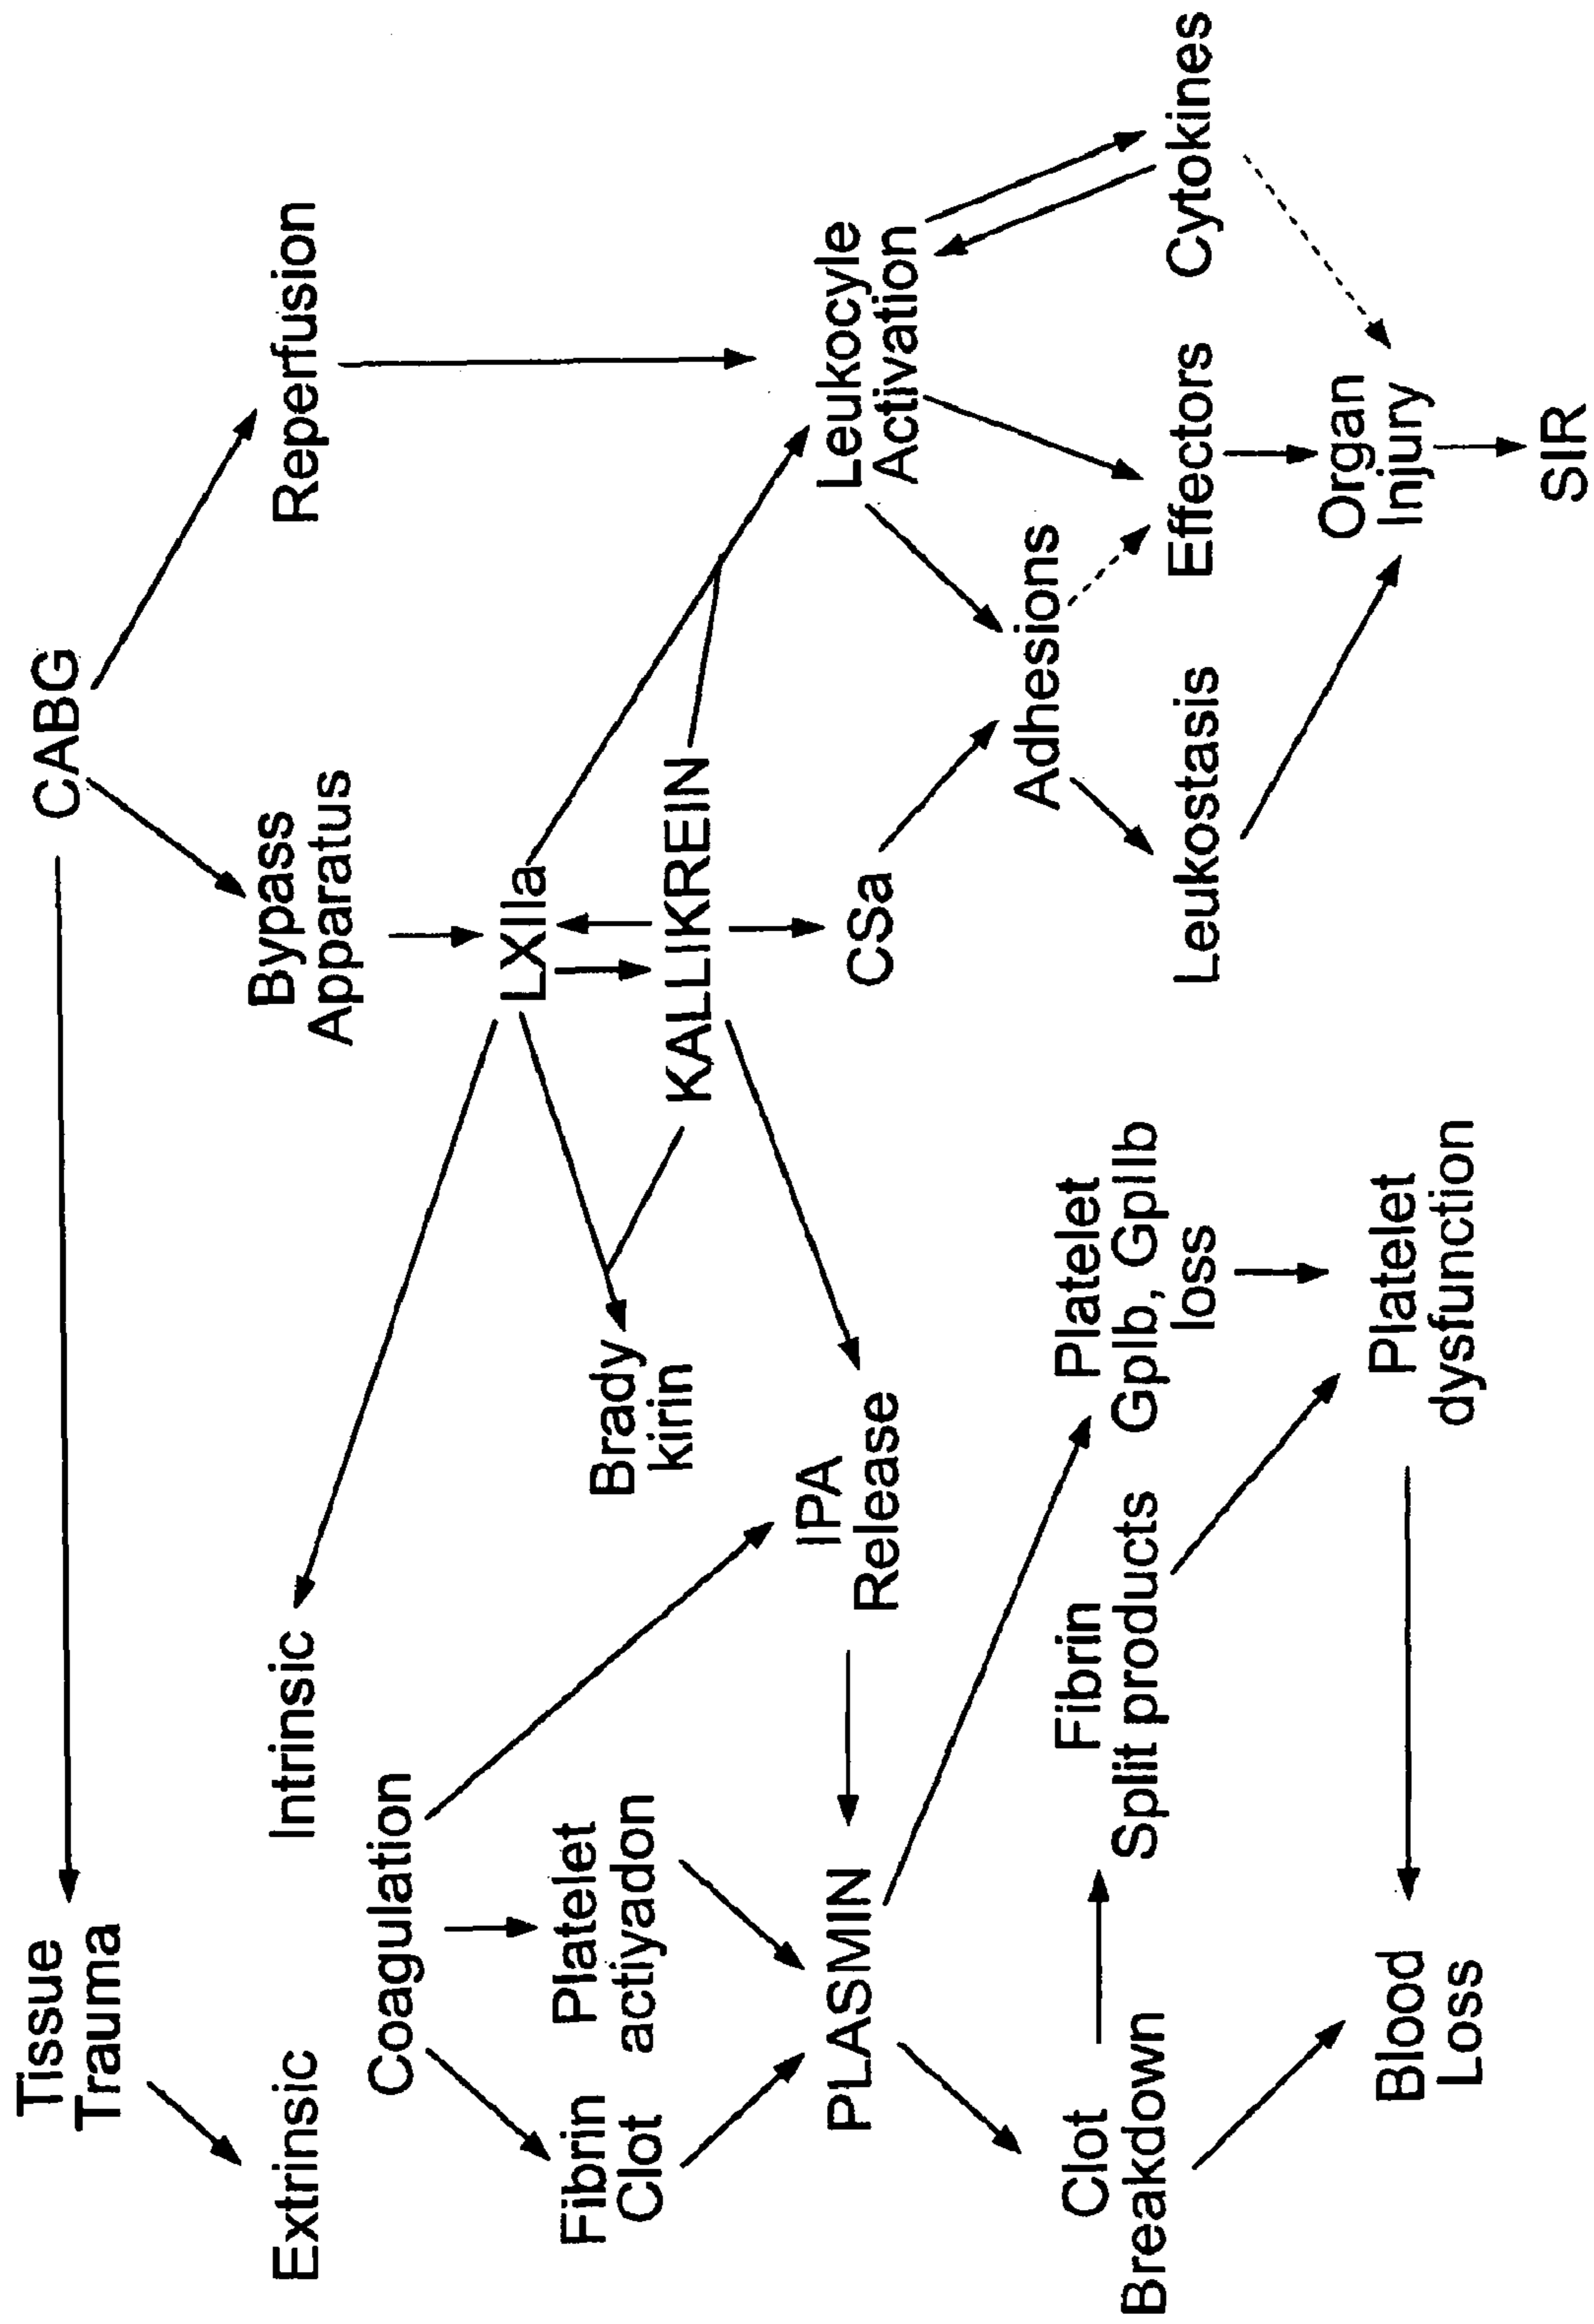 CABG
Tissue
Trauma
Bypass
Apparatus
Reperfusion
Extrinsic
Intrinsic
Coagulation
LXIIa
KALLIKREIN
Brady
kirin
Fibrin
Clot
Platelet
actiyadon
IPA
Release
CSa
Leukocyle
Activation
PLASMIN
Adhesions
Clot
Breakdown
Fibrin
Split products
Platelet
GpIb, GpIIb
loss
Leukostasis
Effectors
Cytokines
Blood
Loss
Platelet
dysfunction
Organ
Injury
SIR